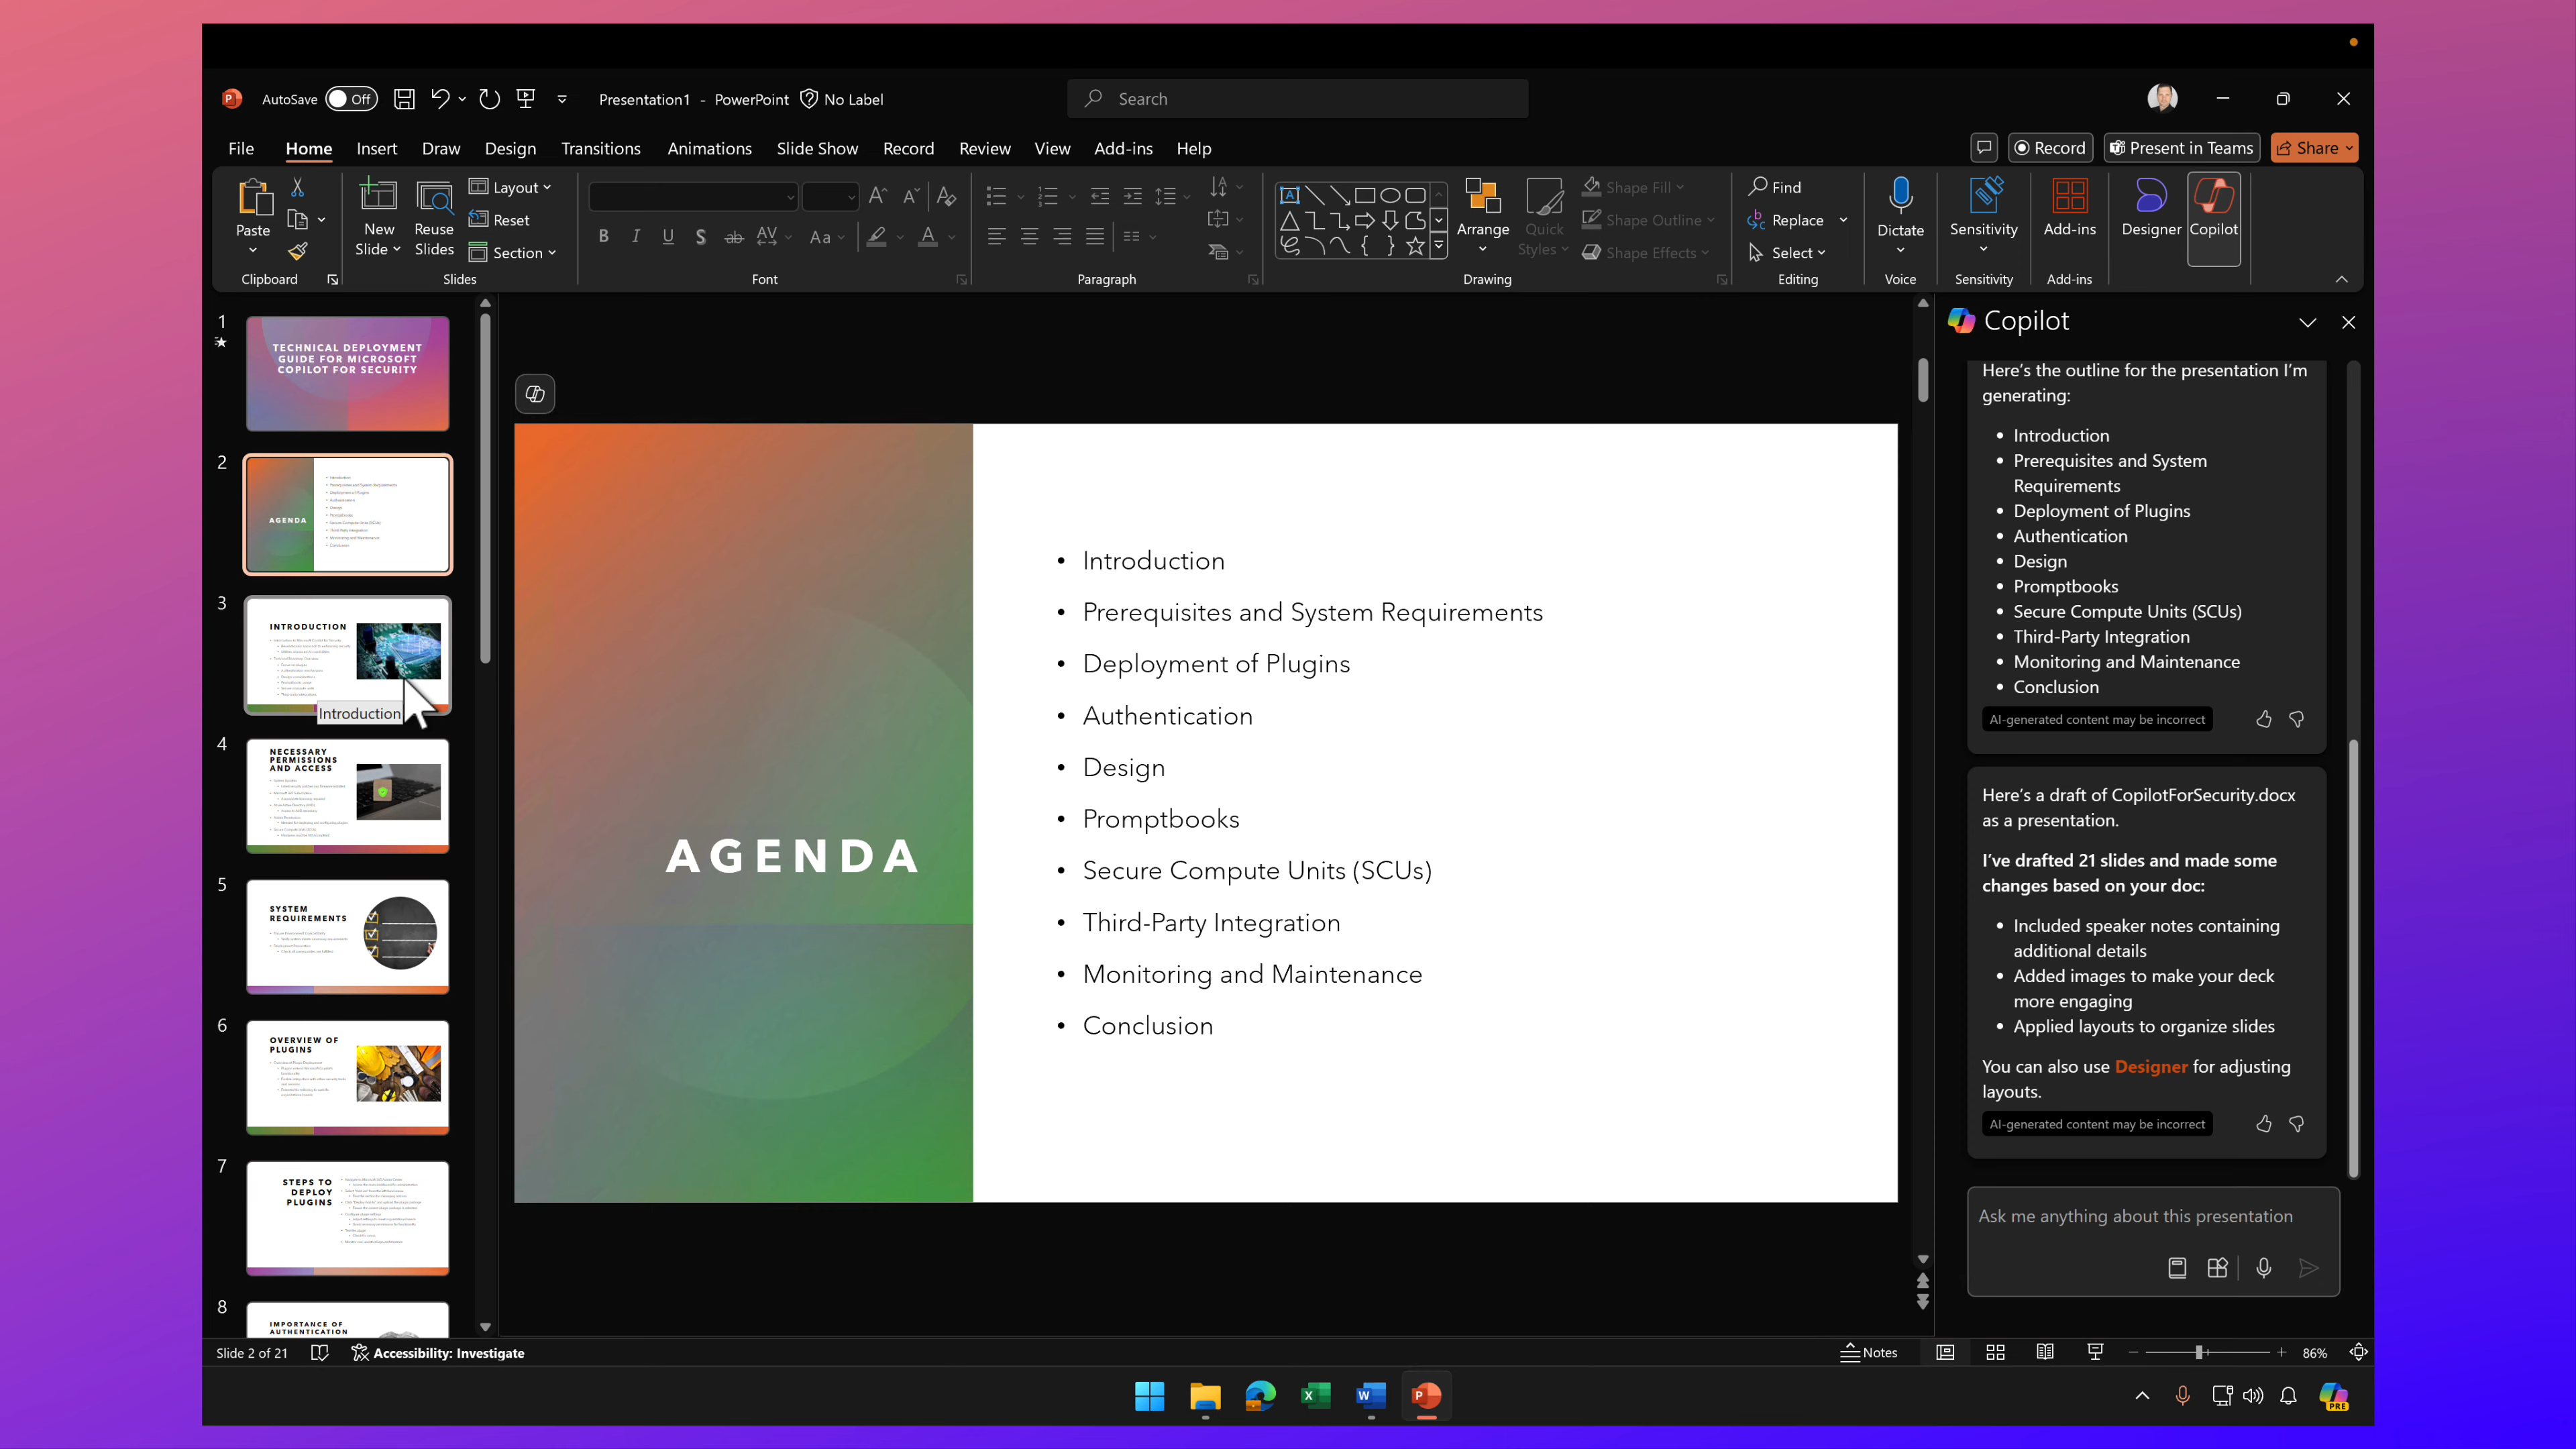 AutoSave Off Presentation1 - PowerPoint No Label Search
File Home Insert Draw Design Transitions Animations Slide Show Record Review View Add-ins Help Record Present in Teams Share
Paste
New Slide
Reuse Slides
Layout
Reset
Section
Shape Fill
Shape Outline
Shape Effects
Arrange
Quick Styles
Find
Replace
Select
Dictate
Sensitivity
Add-ins
Designer
Copilot
Clipboard Slides Font Paragraph Drawing Editing Voice Sensitivity Add-ins
1
TECHNICAL DEPLOYMENT
GUIDE FOR MICROSOFT
COPILOT FOR SECURITY
2
AGENDA
3
INTRODUCTION
Introduction
4
NECESSARY
PERMISSIONS
AND ACCESS
5
SYSTEM
REQUIREMENTS
6
OVERVIEW OF
PLUGINS
7
STEPS TO
DEPLOY
PLUGINS
8
IMPORTANCE OF
AUTHENTICATION
AGENDA
• Introduction
• Prerequisites and System Requirements
• Deployment of Plugins
• Authentication
• Design
• Promptbooks
• Secure Compute Units (SCUs)
• Third-Party Integration
• Monitoring and Maintenance
• Conclusion
Copilot
Here's the outline for the presentation I'm
generating:
• Introduction
• Prerequisites and System
Requirements
• Deployment of Plugins
• Authentication
• Design
• Promptbooks
• Secure Compute Units (SCUs)
• Third-Party Integration
• Monitoring and Maintenance
• Conclusion
AI-generated content may be incorrect
Here's a draft of CopilotForSecurity.docx
as a presentation.
I've drafted 21 slides and made some
changes based on your doc:
• Included speaker notes containing
additional details
• Added images to make your deck
more engaging
• Applied layouts to organize slides
You can also use Designer for adjusting
layouts.
AI-generated content may be incorrect
Ask me anything about this presentation
Slide 2 of 21 Accessibility: Investigate Notes 86%
PRE